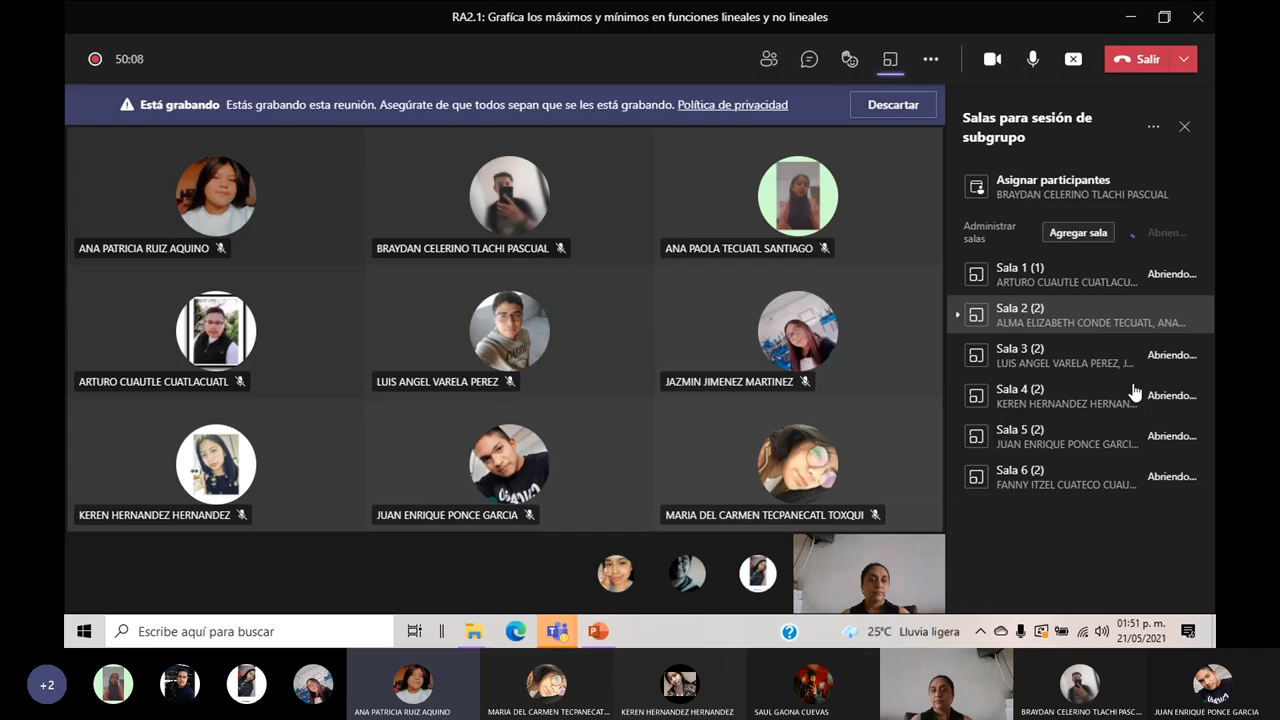 RA2.1: Grafíca los máximos y mínimos en funciones lineales y no lineales
50:08
Salir
Está grabando Estás grabando esta reunión. Asegúrate de que todos sepan que se les está grabando. Política de privacidad
Descartar
Salas para sesión de
subgrupo
Asignar participantes
BRAYDAN CELERINO TLACHI PASCUAL
Administrar
salas
Agregar sala
Abrien...
Sala 1 (1)
ARTURO CUAUTLE CUATLACU...
Abriendo...
Sala 2 (2)
ALMA ELIZABETH CONDE TECUATL, ANA...
Sala 3 (2)
LUIS ANGEL VARELA PEREZ, J...
Abriendo...
Sala 4 (2)
KEREN HERNANDEZ HERNAN...
Abriendo...
Sala 5 (2)
JUAN ENRIQUE PONCE GARCI...
Abriendo...
Sala 6 (2)
FANNY ITZEL CUATECO CUAU...
Abriendo...
ANA PATRICIA RUIZ AQUINO
BRAYDAN CELERINO TLACHI PASCUAL
ANA PAOLA TECUATL SANTIAGO
ARTURO CUAUTLE CUATLACUATL
LUIS ANGEL VARELA PEREZ
JAZMIN JIMENEZ MARTINEZ
KEREN HERNANDEZ HERNANDEZ
JUAN ENRIQUE PONCE GARCIA
MARIA DEL CARMEN TECPANECATL TOXQUI
Escribe aquí para buscar
25°C Lluvia ligera
01:51 p. m.
21/05/2021
+2
ANA PATRICIA RUIZ AQUINO
MARIA DEL CARMEN TECPANECAT...
KEREN HERNANDEZ HERNANDEZ
SAUL GAONA CUEVAS
BRAYDAN CELERINO TLACHI PASC...
JUAN ENRIQUE PONCE GARCIA